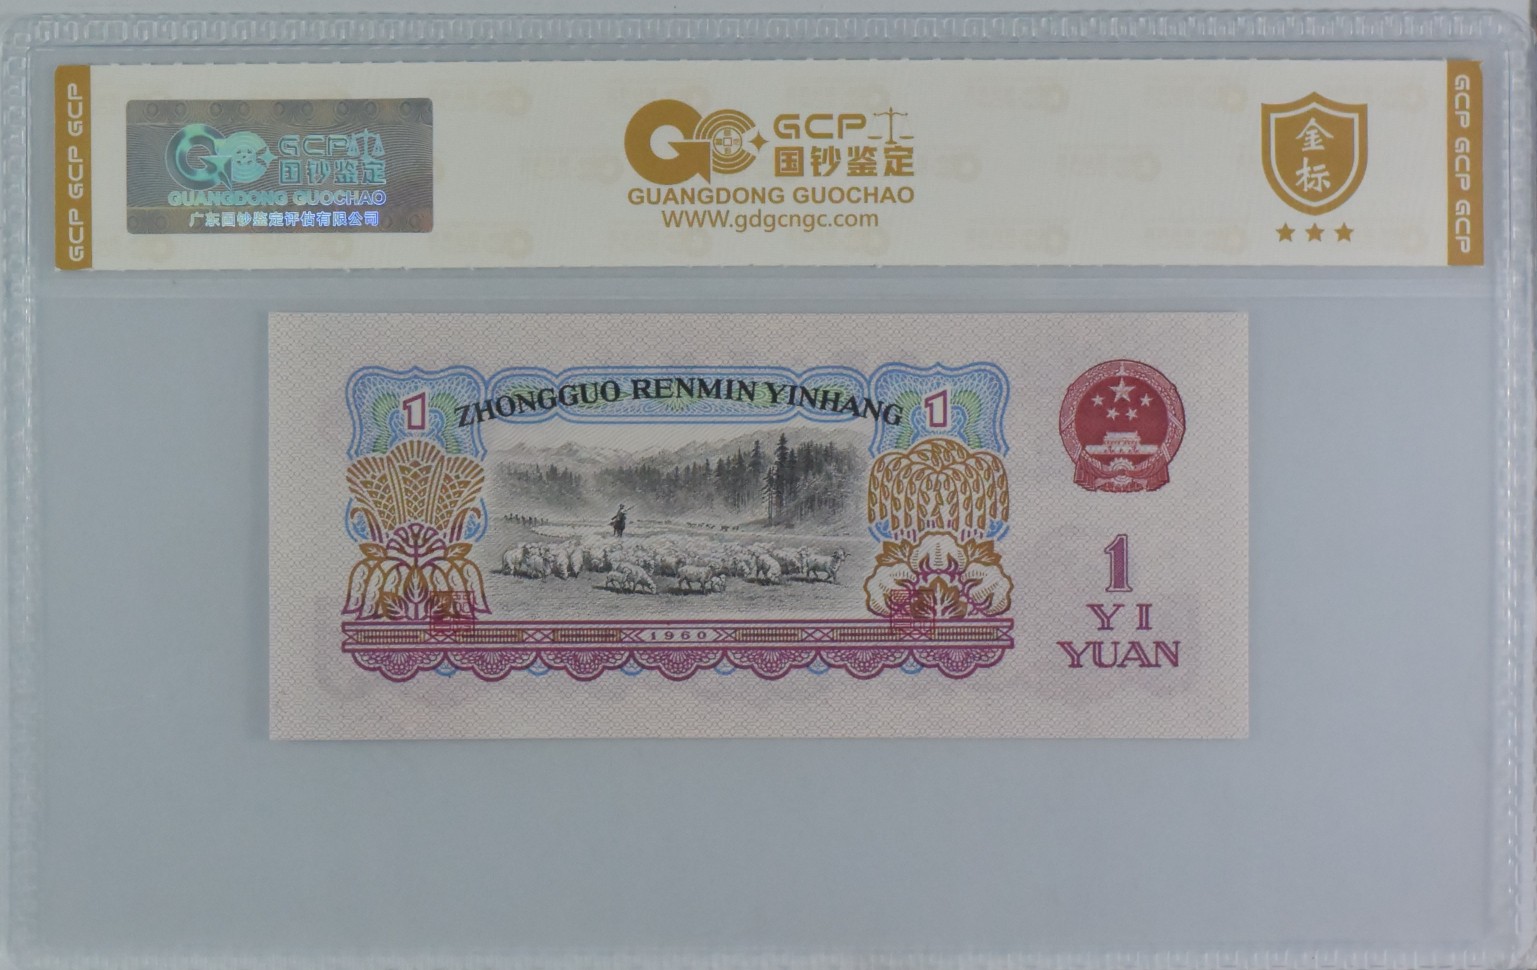 GCP GCP GCP
GCP
国钞鉴定
GUANGDONG GUOCHAO
广东国钞鉴定评估有限公司
GCP
国钞鉴定
GUANGDONG GUOCHAO
WWW.gdgcngc.com
金
标
GCP GCP GCP
ZHONGGUO RENMIN YINHANG
1
1
1960
1
YI
YUAN